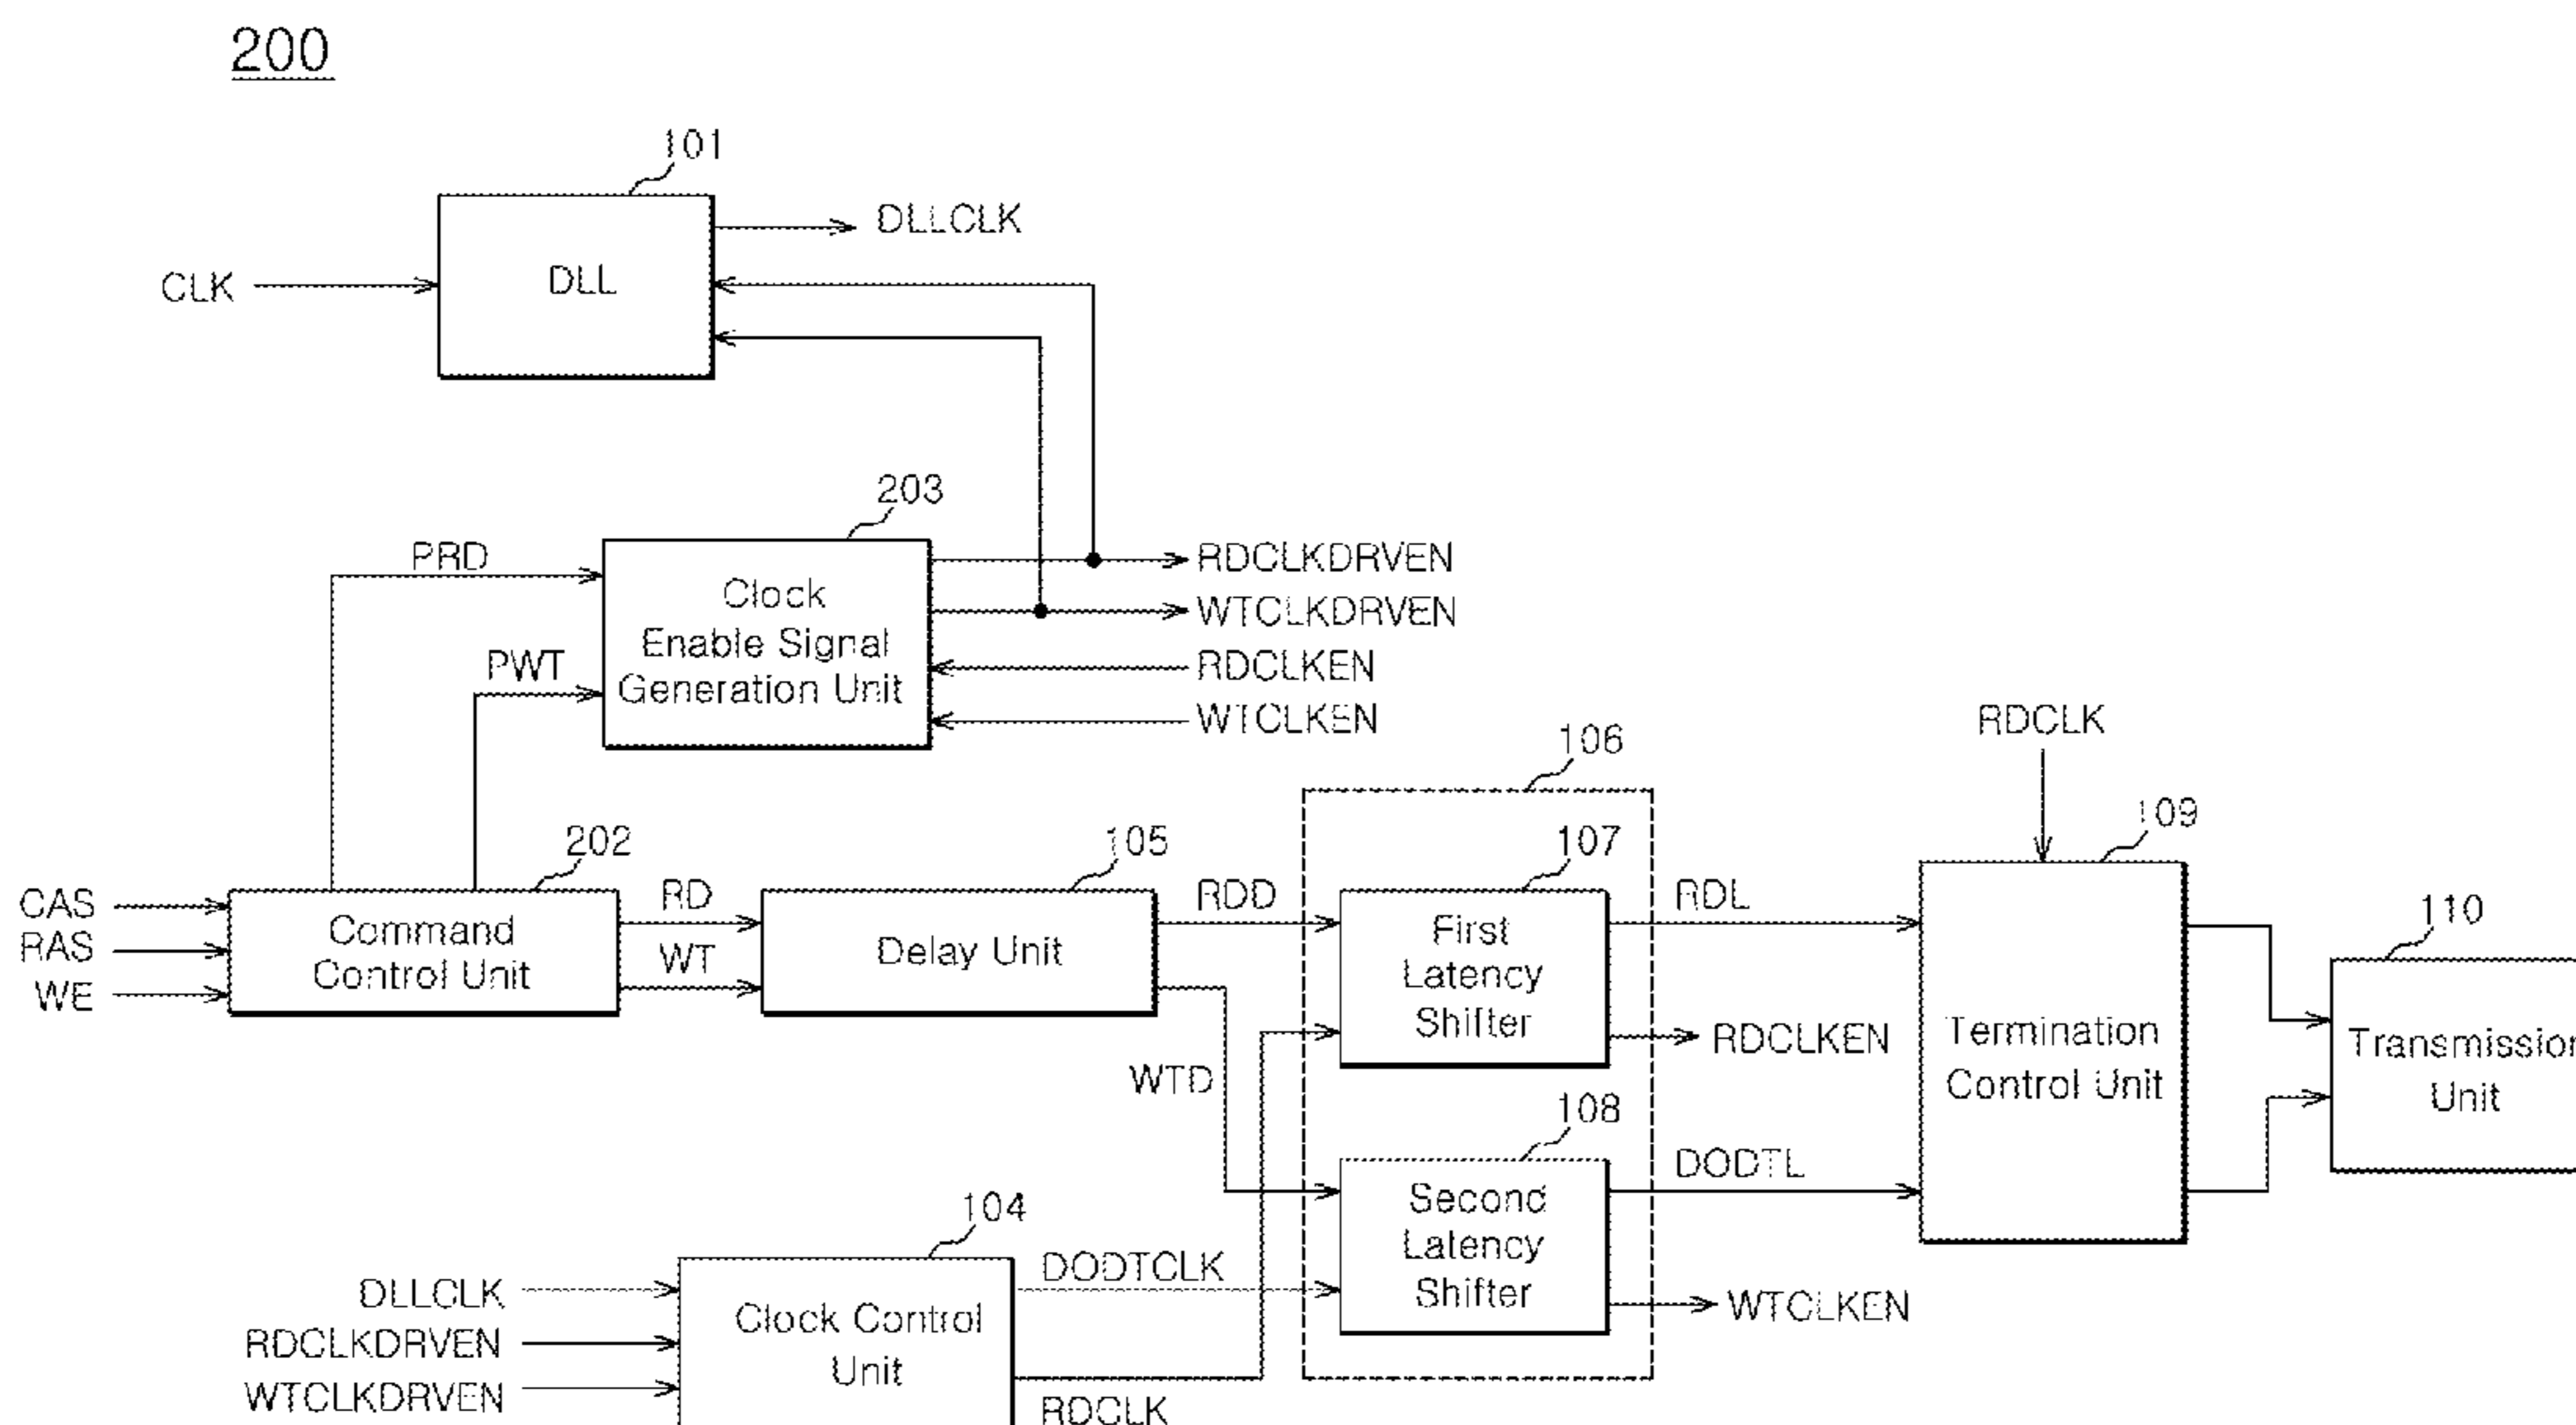 200
101
DLLCLK
CLK
DLL
203
PRD
RDCLKDRVEN
Clock
Enable Signal
Generation Unit
WTCLKDRVEN
PWT
RDCLKEN
WTCLKEN
RDCLK
106
109
202
105
107
CAS
RAS
WE
Command
Control Unit
RD
WT
Delay Unit
RDD
First
Latency
Shifter
RDL
110
RDCLKEN
Termination
Control Unit
Transmission
Unit
WTD
108
DODTL
Second
Latency
Shifter
104
DLLCLK
RDCLKDRVEN
WTCLKDRVEN
Clock Control
Unit
DODTCLK
WTCLKEN
RDCLK